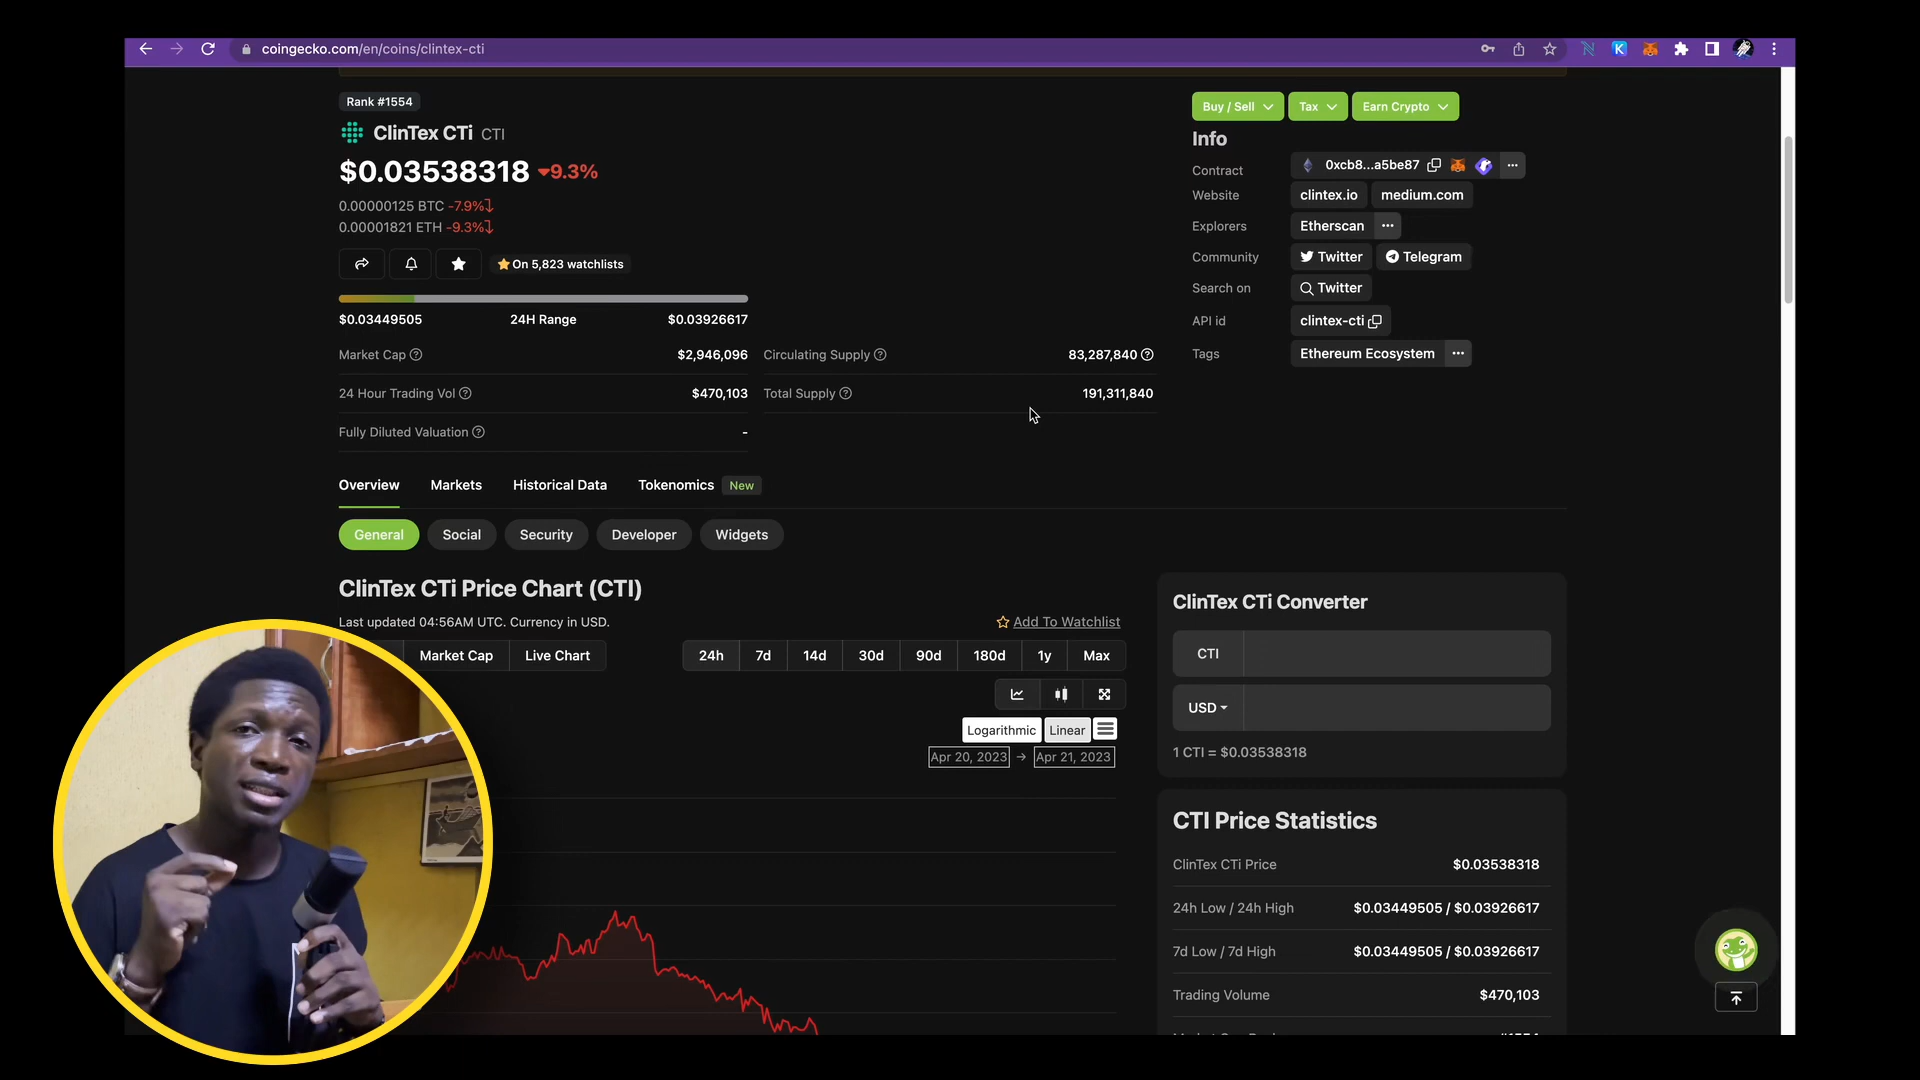 coingecko.com/en/coins/clintex-cti
Rank #1554
ClinTex CTi CTI
$0.03538318 9.3%
0.00000125 BTC -7.9%
0.00001821 ETH -9.3%
On 5,823 watchlists
$0.03449505 24H Range $0.03926617
Market Cap $2,946,096
Circulating Supply 83,287,840
24 Hour Trading Vol $470,103
Total Supply 191,311,840
Fully Diluted Valuation -
Buy / Sell Tax Earn Crypto
Info
Contract 0xcb8...a5be87
Website clintex.io medium.com
Explorers Etherscan
Community Twitter Telegram
Search on Twitter
API id clintex-cti
Tags Ethereum Ecosystem
Overview Markets Historical Data Tokenomics New
General Social Security Developer Widgets
ClinTex CTi Price Chart (CTI)
Last updated 04:56AM UTC. Currency in USD.
Add To Watchlist
Market Cap Live Chart
24h 7d 14d 30d 90d 180d 1y Max
Logarithmic Linear
Apr 20, 2023 → Apr 21, 2023
ClinTex CTi Converter
CTI
USD
1 CTI = $0.03538318
CTI Price Statistics
ClinTex CTi Price $0.03538318
24h Low / 24h High $0.03449505 / $0.03926617
7d Low / 7d High $0.03449505 / $0.03926617
Trading Volume $470,103